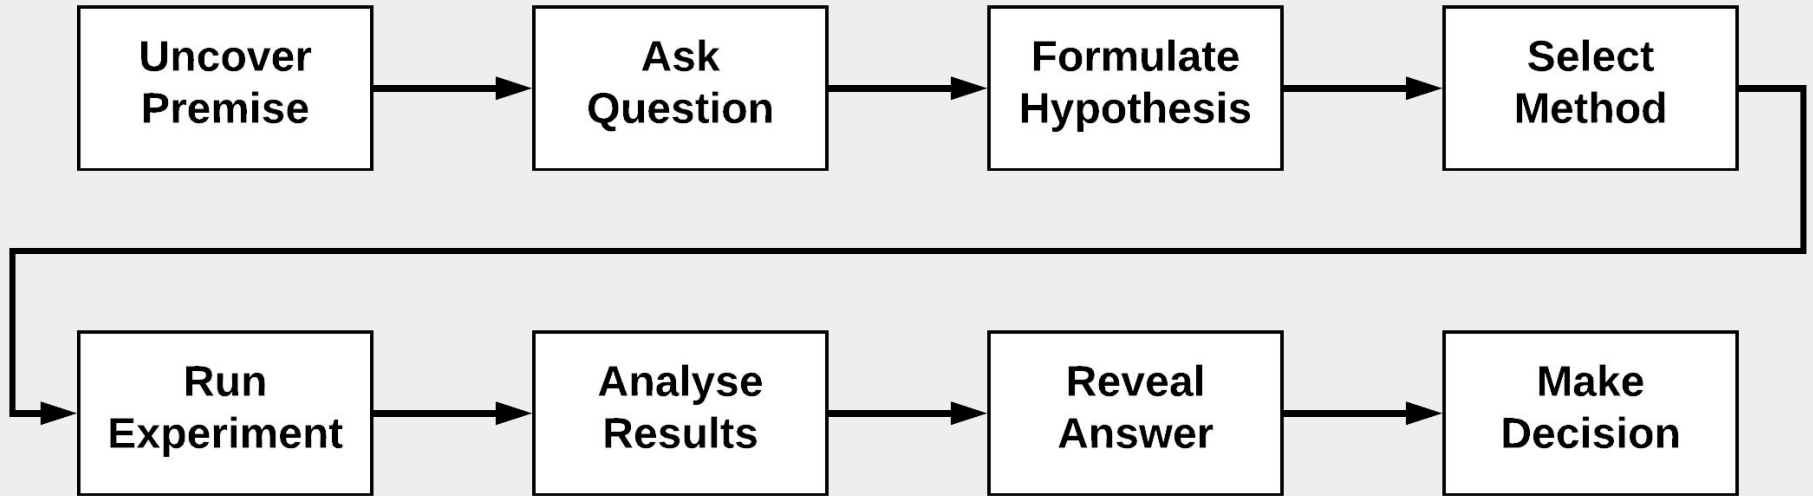 Uncover
Premise
Ask
Question
Formulate
Hypothesis
Select
Method
Run
Experiment
Analyse
Results
Reveal
Answer
Make
Decision